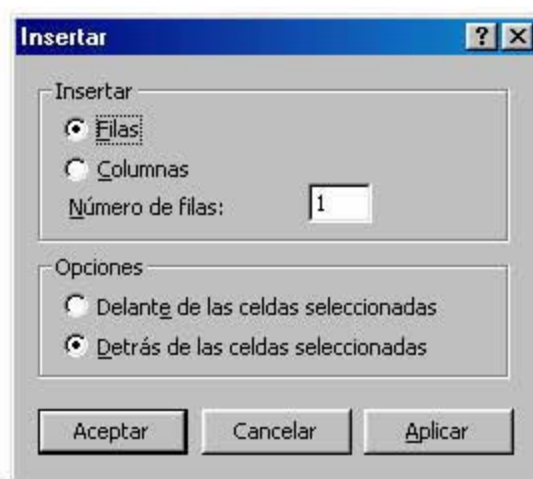 Insertar
Insertar
Filas
Columnas
Número de filas: 1
Opciones
Delante de las celdas seleccionadas
Detrás de las celdas seleccionadas
Aceptar Cancelar Aplicar